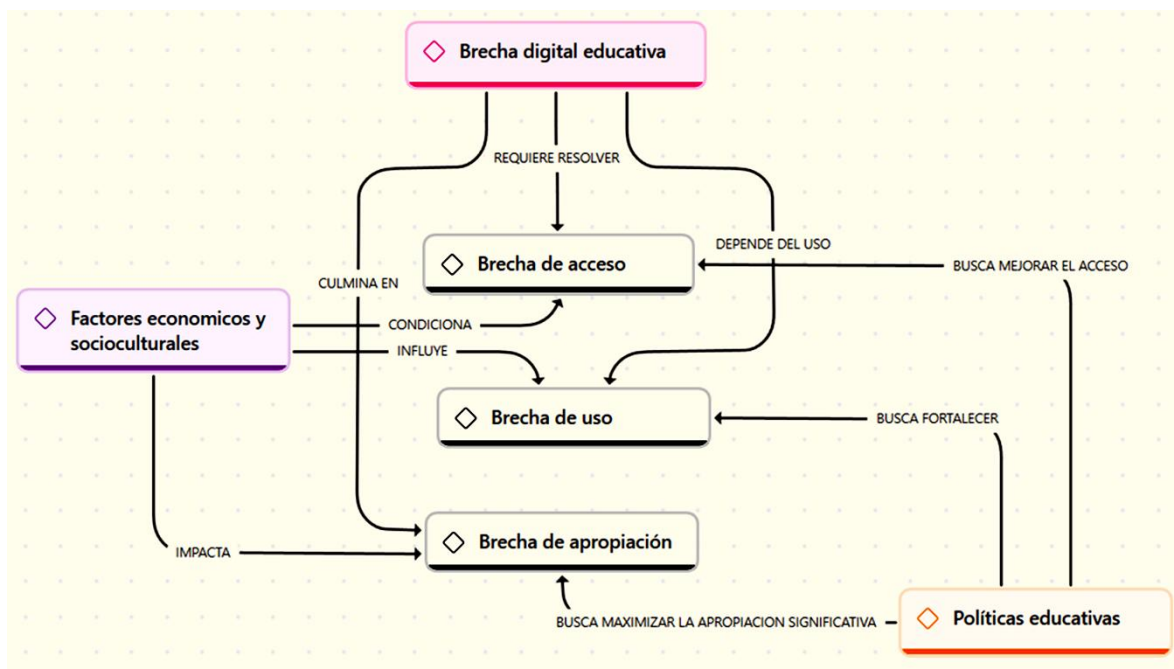 Brecha digital educativa
REQUIERE RESOLVER
Brecha de acceso
DEPENDE DEL USO
BUSCA MEJORAR EL ACCESO
CULMINA EN
Factores economicos y
socioculturales
CONDICIONA
INFLUYE
Brecha de uso
BUSCA FORTALECER
Brecha de apropiación
IMPACTA
BUSCA MAXIMIZAR LA APROPIACION SIGNIFICATIVA
Políticas educativas